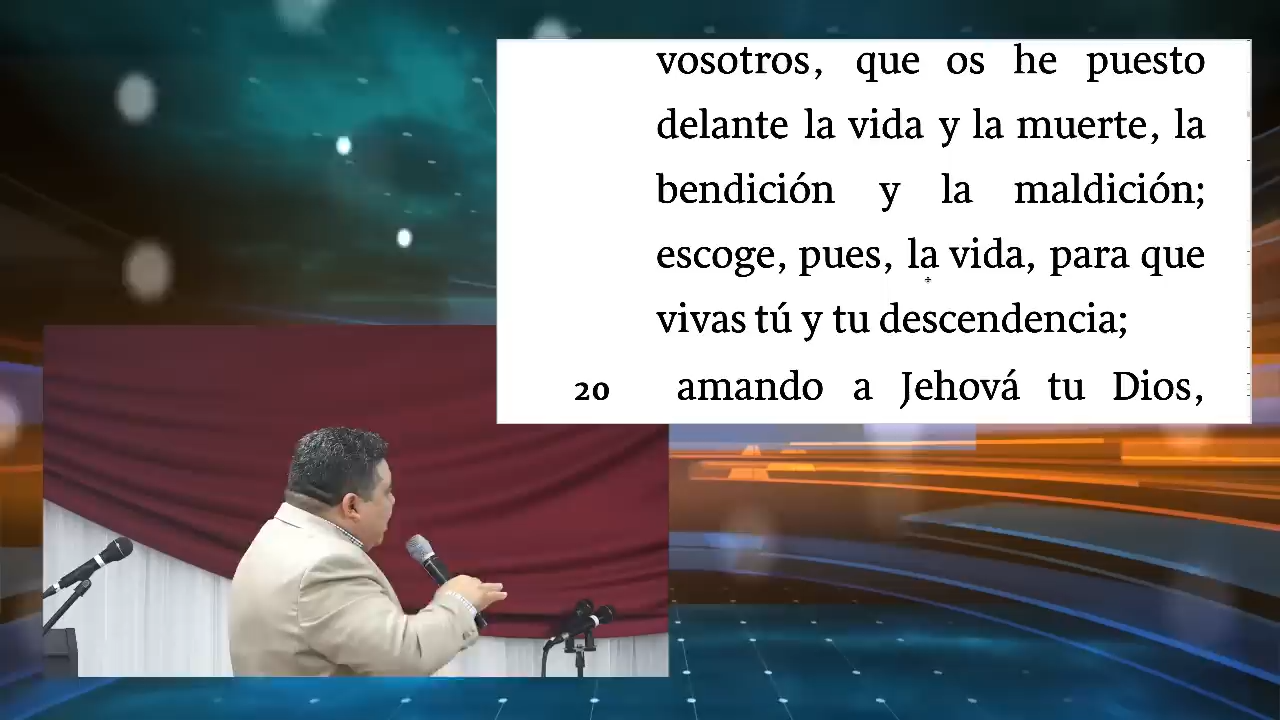 vosotros, que os he puesto
delante la vida y la muerte, la
bendición y la maldición;
escoge, pues, la vida, para que
vivas tú y tu descendencia;
20 amando a Jehová tu Dios,